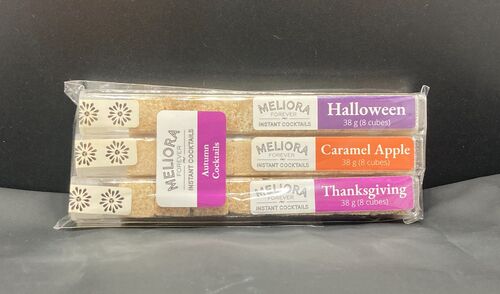 MELIORA
FOREVER
INSTANT COCKTAILS
Halloween
38 g (8 cubes)
MELIORA
FOREVER
INSTANT COCKTAILS
Autumn
Cocktails
MELIORA
FOREVER
INSTANT COCKTAILS
Caramel Apple
38 g (8 cubes)
MELIORA
FOREVER
INSTANT COCKTAILS
Thanksgiving
38 g (8 cubes)